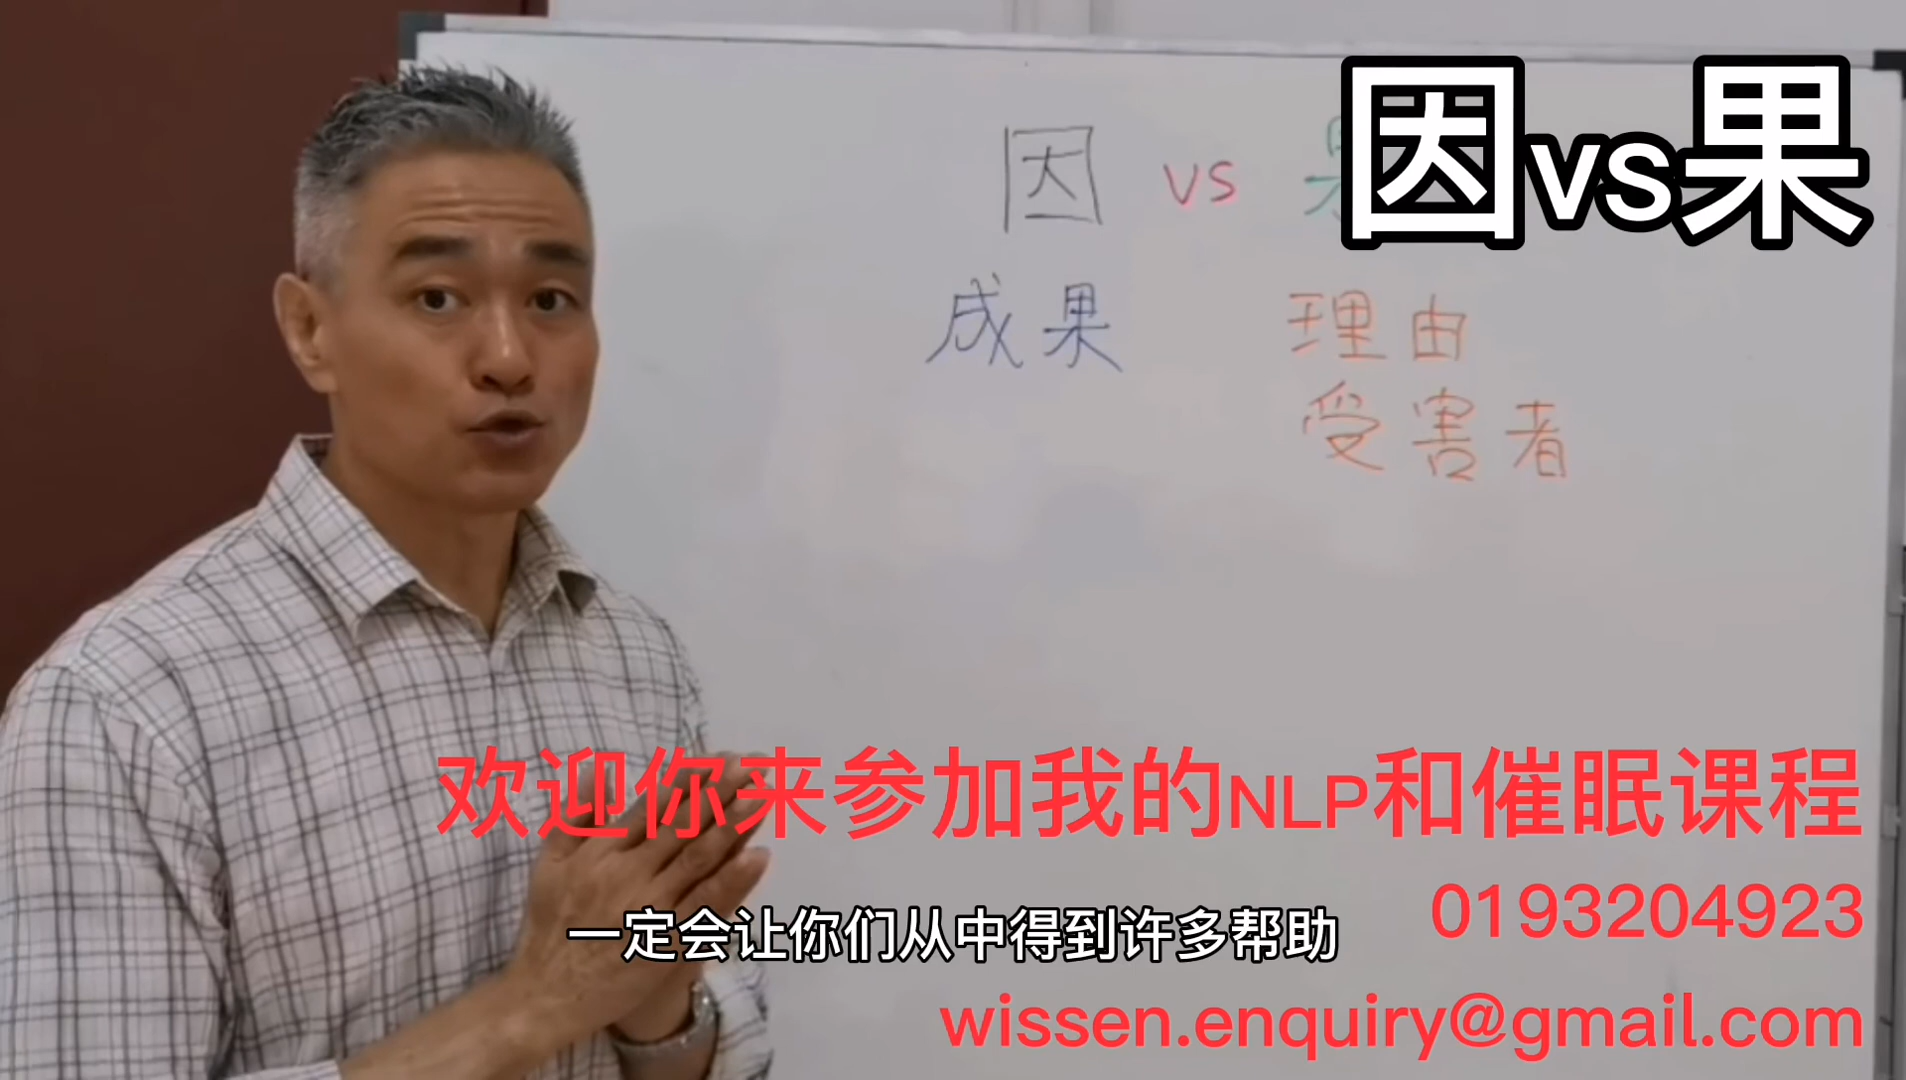 因vs果
因 vs
成果 理由
受害者
欢迎你来参加我的NLP和催眠课程
0193204923
一定会让你们从中得到许多帮助
wissen.enquiry@gmail.com